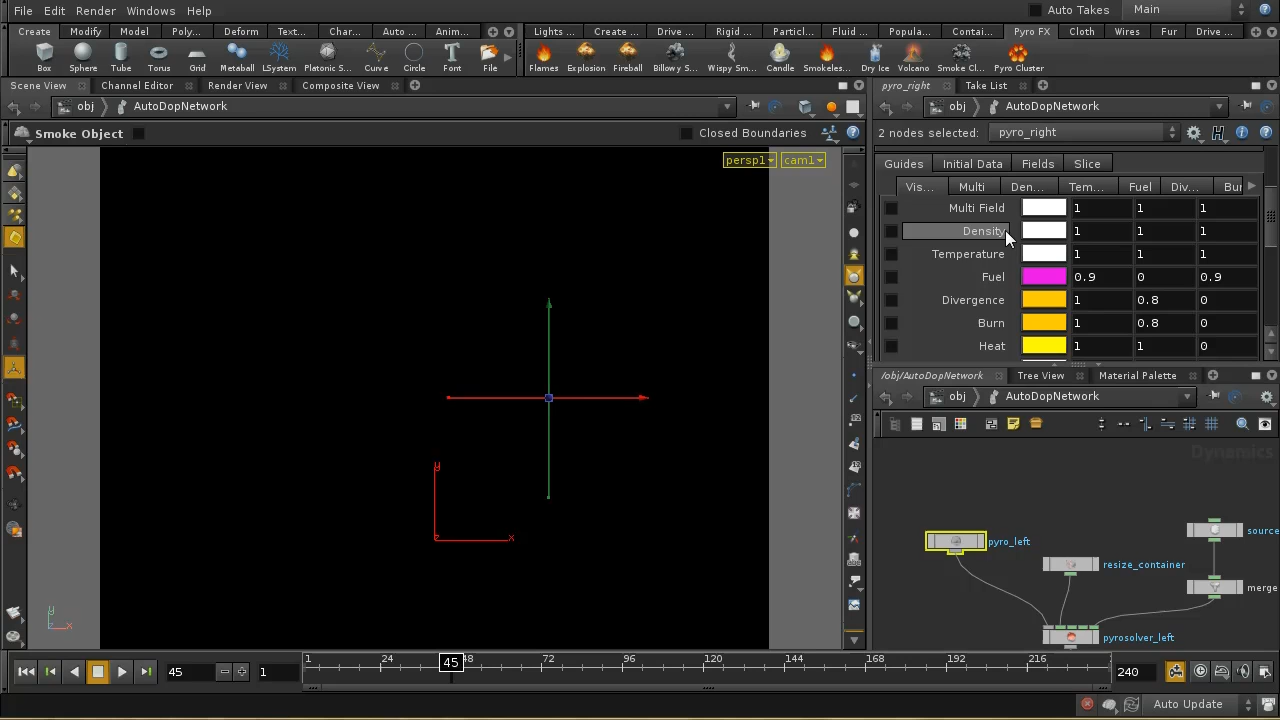 File Edit Render Windows Help Auto Takes Main
Create Modify Model Poly... Deform Text... Char... Auto ... Anim... Lights ... Create ... Drive ... Rigid ... Particl... Fluid ... Popula... Contai... Pyro FX Cloth Wires Fur Drive ...
Box Sphere Tube Torus Grid Metaball LSystem Platonic S... Curve Circle Font File Flames Explosion Fireball Billowy S... Wispy Sm... Candle Smokeles... Dry Ice Volcano Smoke Cl... Pyro Cluster
Scene View Channel Editor Render View Composite View pyro_right Take List
obj AutoDopNetwork obj AutoDopNetwork
Smoke Object Closed Boundaries 2 nodes selected: pyro_right
persp1 cam1
Guides Initial Data Fields Slice
Vis... Multi Den... Tem... Fuel Div... Bur
Multi Field 1 1 1
Density 1 1 1
Temperature 1 1 1
Fuel 0.9 0 0.9
Divergence 1 0.8 0
Burn 1 0.8 0
Heat 1 1 0
/obj/AutoDopNetwork Tree View Material Palette
obj AutoDopNetwork
Dynamics
source
pyro_left
resize_container
merge
pyrosolver_left
y
x
y
x
45 1 1 24 45 48 72 96 120 144 168 192 216 240
Auto Update